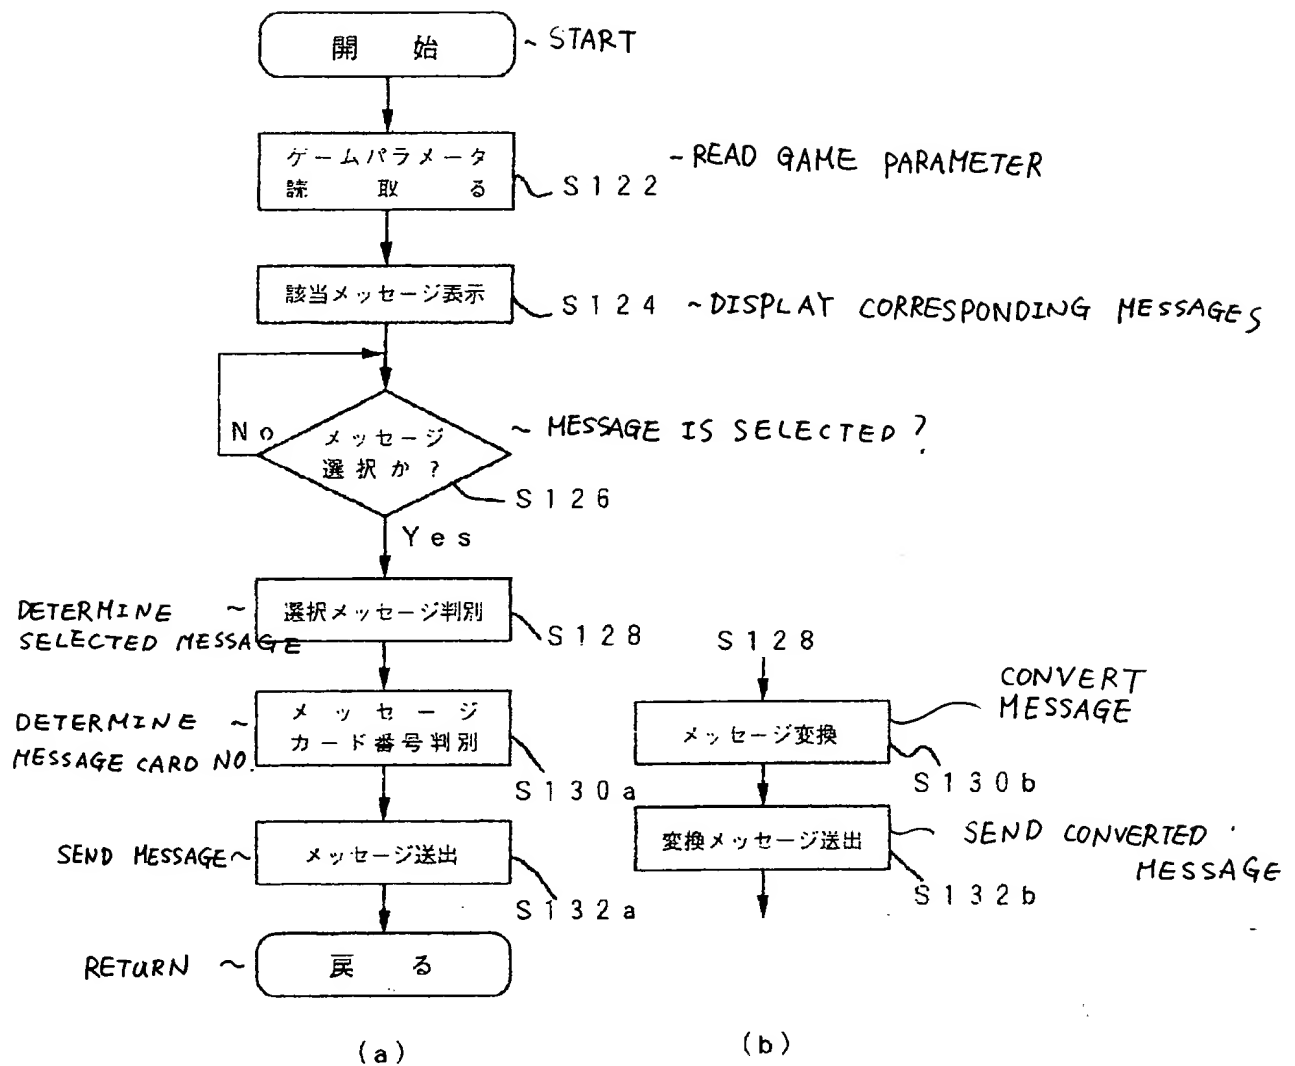 開 始
~ START
ゲームパラメータ
読 取 る
S122
~ READ GAME PARAMETER
該当メッセージ表示
S124
~ DISPLAY CORRESPONDING MESSAGES
No
メッセージ
選択か?
~ MESSAGE IS SELECTED ?
S126
Yes
DETERMINE ~
SELECTED MESSAGE
選択メッセージ判別
S128
DETERMINE ~
MESSAGE CARD NO.
メッセージ
カード番号判別
S130a
SEND MESSAGE ~
メッセージ送出
S132a
RETURN ~
戻 る
(a)
S128
CONVERT
MESSAGE
メッセージ変換
S130b
変換メッセージ送出
SEND CONVERTED
MESSAGE
S132b
(b)